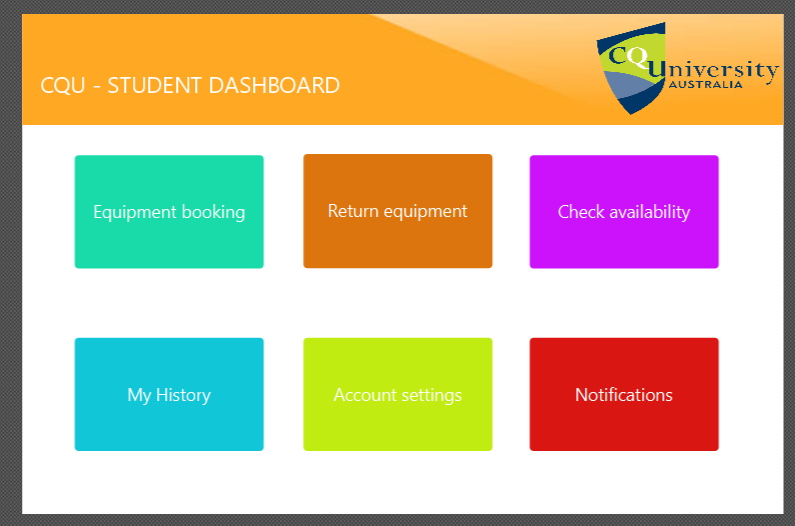 CQU - STUDENT DASHBOARD
CQUniversity
AUSTRALIA
Equipment booking
Return equipment
Check availability
My History
Account settings
Notifications